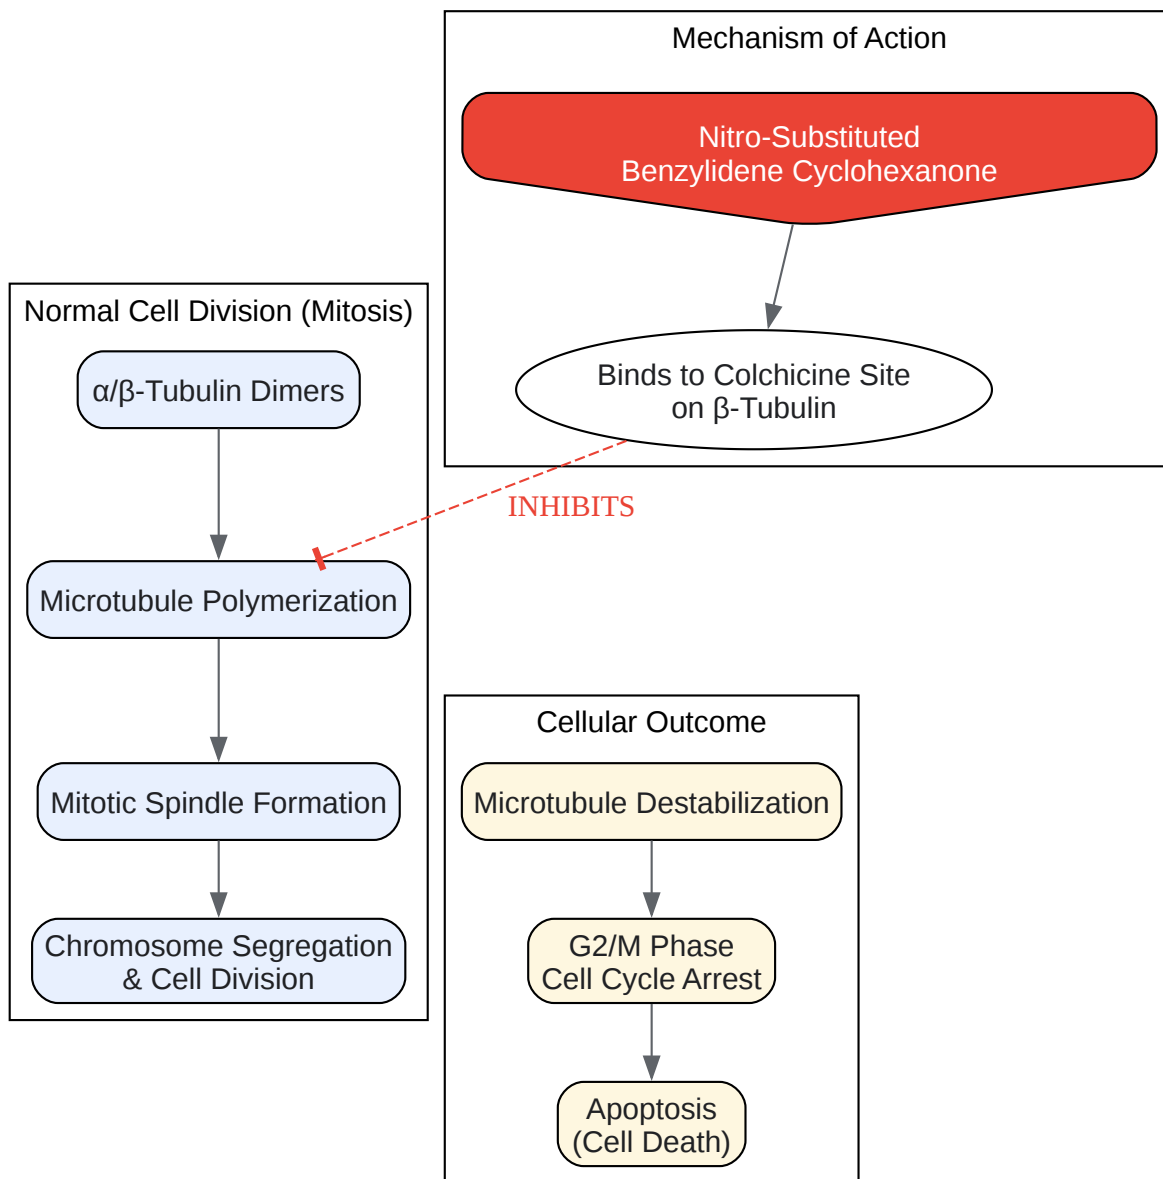 Mechanism of Action
Nitro-Substituted
Benzylidene Cyclohexanone
Binds to Colchicine Site
on β-Tubulin
INHIBITS
Normal Cell Division (Mitosis)
α/β-Tubulin Dimers
Microtubule Polymerization
Mitotic Spindle Formation
Chromosome Segregation
& Cell Division
Cellular Outcome
Microtubule Destabilization
G2/M Phase
Cell Cycle Arrest
Apoptosis
(Cell Death)